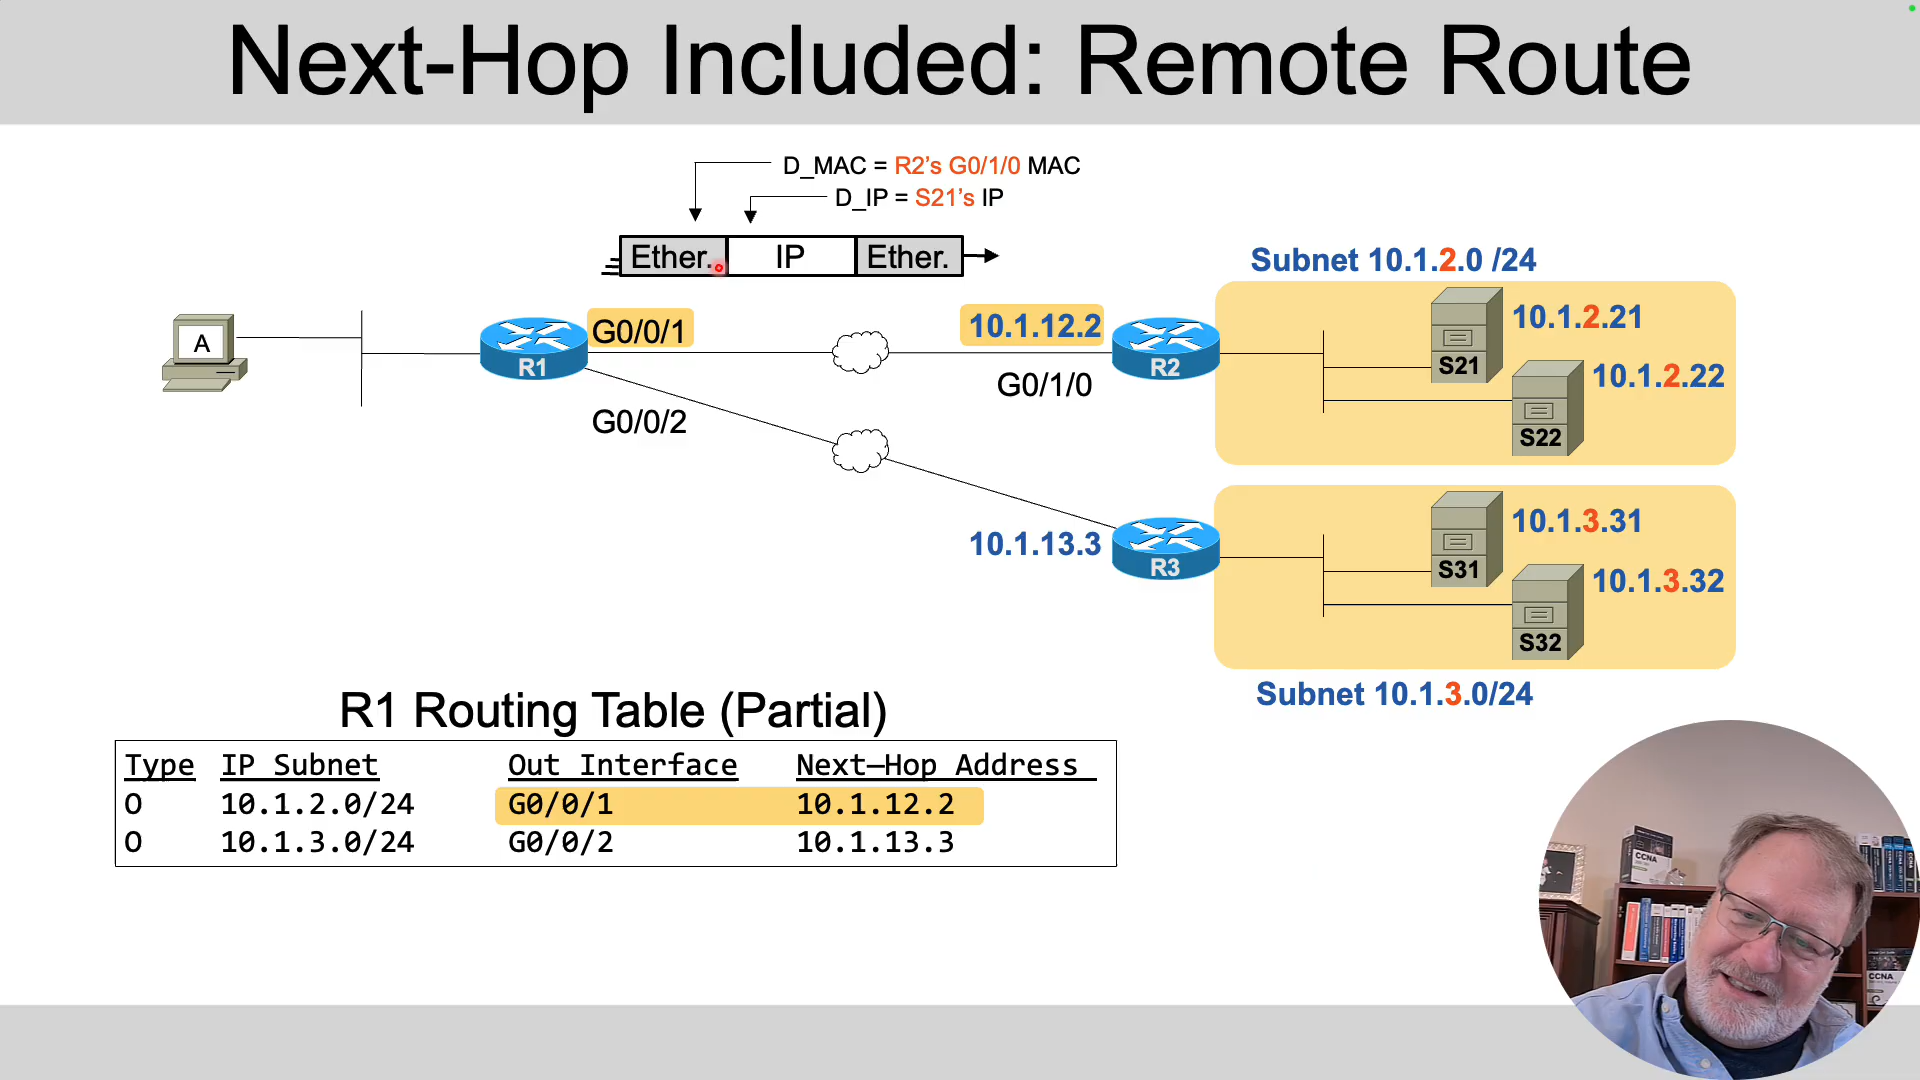 Next-Hop Included: Remote Route
D_MAC = R2's G0/1/0 MAC
D_IP = S21's IP
Ether. IP Ether.
Subnet 10.1.2.0 /24
A
R1
G0/0/1
10.1.12.2
R2
G0/1/0
G0/0/2
S21
10.1.2.21
S22
10.1.2.22
10.1.13.3
R3
S31
10.1.3.31
S32
10.1.3.32
Subnet 10.1.3.0/24
R1 Routing Table (Partial)
Type IP Subnet Out Interface Next—Hop Address
O 10.1.2.0/24 G0/0/1 10.1.12.2
O 10.1.3.0/24 G0/0/2 10.1.13.3
CCNA
CCNA